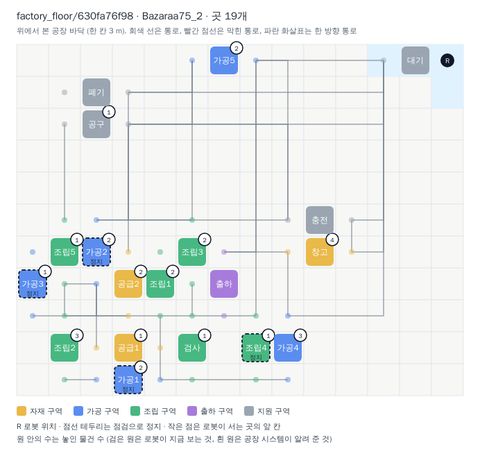 factory_floor/630fa76f98 · Bazaraa75_2 · 곳 19개
위에서 본 공장 바닥 (한 칸 3 m). 회색 선은 통로, 빨간 점선은 막힌 통로, 파란 화살표는 한 방향 통로
가공5 2
대기 R
폐기
공구 1
충전
조립5 1 가공2 2 정지 조립3 2 창고 4
가공3 1 정지 공급2 2 조립1 2 출하
조립2 3 공급1 1 검사 1 조립4 1 정지 가공4 3
가공1 2 정지
자재 구역 가공 구역 조립 구역 출하 구역 지원 구역
R 로봇 위치 · 점선 테두리는 점검으로 정지 · 작은 점은 로봇이 서는 곳의 앞 칸
원 안의 수는 놓인 물건 수 (검은 원은 로봇이 지금 보는 것, 흰 원은 공장 시스템이 알려 준 것)